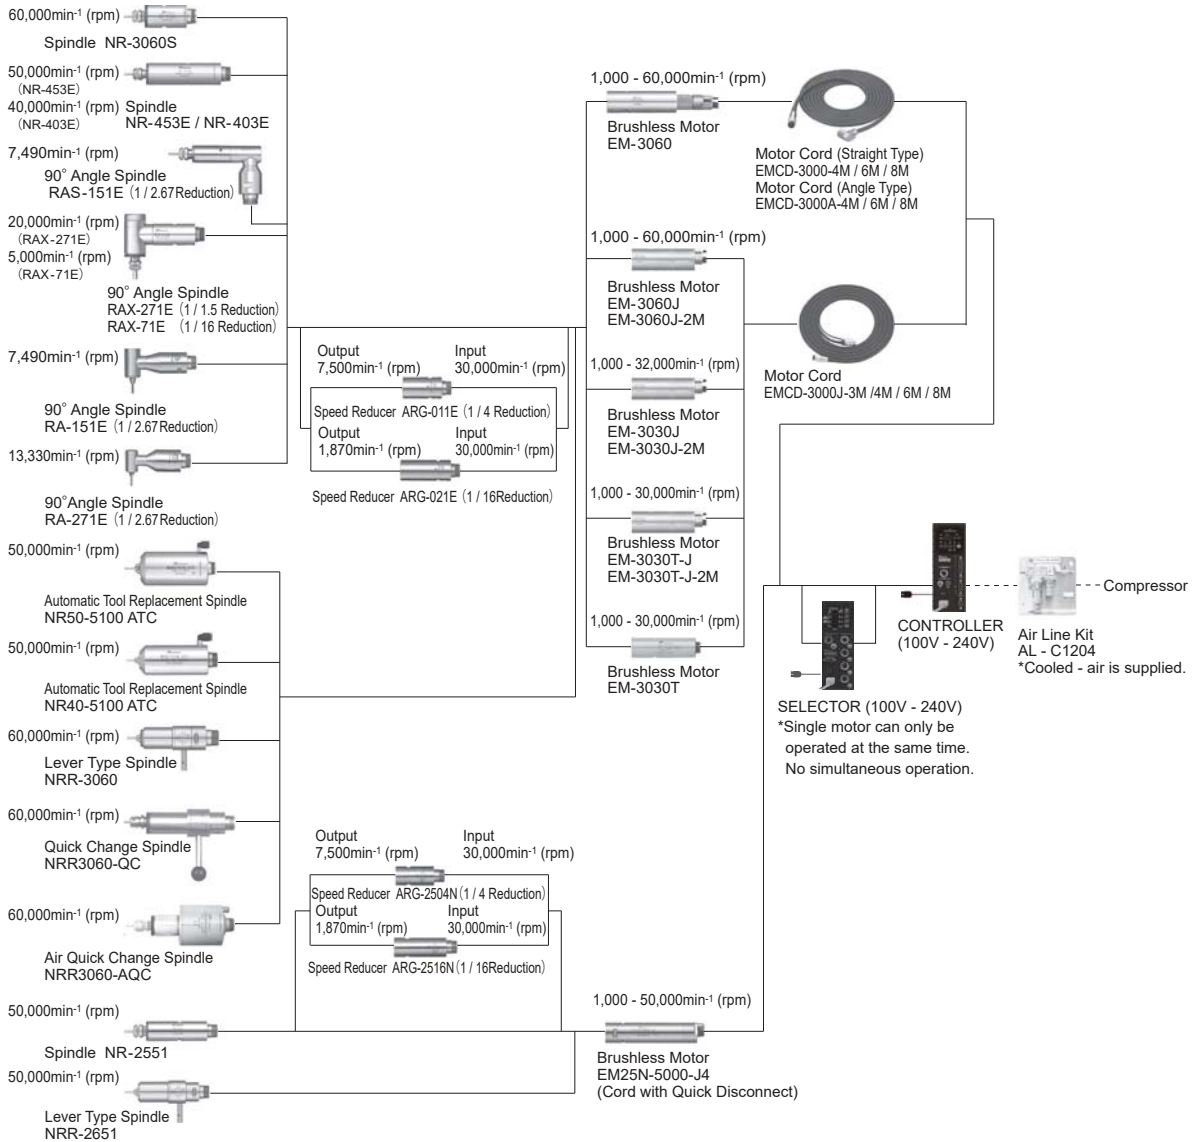 60,000min-1 (rpm)
Spindle NR-3060S
50,000min-1 (rpm)
(NR-453E)
40,000min-1 (rpm)
(NR-403E)
Spindle
NR-453E / NR-403E
7,490min-1 (rpm)
90° Angle Spindle
RAS-151E (1 / 2.67Reduction)
20,000min-1 (rpm)
(RAX-271E)
5,000min-1 (rpm)
(RAX-71E)
90° Angle Spindle
RAX-271E (1 / 1.5 Reduction)
RAX-71E (1 / 16 Reduction)
7,490min-1 (rpm)
90° Angle Spindle
RA-151E (1 / 2.67Reduction)
13,330min-1 (rpm)
90°Angle Spindle
RA-271E (1 / 2.67Reduction)
50,000min-1 (rpm)
Automatic Tool Replacement Spindle
NR50-5100 ATC
50,000min-1 (rpm)
Automatic Tool Replacement Spindle
NR40-5100 ATC
60,000min-1 (rpm)
Lever Type Spindle
NRR-3060
60,000min-1 (rpm)
Quick Change Spindle
NRR3060-QC
60,000min-1 (rpm)
Air Quick Change Spindle
NRR3060-AQC
50,000min-1 (rpm)
Spindle NR-2551
50,000min-1 (rpm)
Lever Type Spindle
NRR-2651
Output
7,500min-1 (rpm)
Input
30,000min-1 (rpm)
Speed Reducer ARG-011E (1 / 4 Reduction)
Output
1,870min-1 (rpm)
Input
30,000min-1 (rpm)
Speed Reducer ARG-021E (1 / 16Reduction)
Output
7,500min-1 (rpm)
Input
30,000min-1 (rpm)
Speed Reducer ARG-2504N (1 / 4 Reduction)
Output
1,870min-1 (rpm)
Input
30,000min-1 (rpm)
Speed Reducer ARG-2516N (1 / 16Reduction)
1,000 - 60,000min-1 (rpm)
Brushless Motor
EM-3060
1,000 - 60,000min-1 (rpm)
Brushless Motor
EM-3060J
EM-3060J-2M
1,000 - 32,000min-1 (rpm)
Brushless Motor
EM-3030J
EM-3030J-2M
1,000 - 30,000min-1 (rpm)
Brushless Motor
EM-3030T-J
EM-3030T-J-2M
1,000 - 30,000min-1 (rpm)
Brushless Motor
EM-3030T
1,000 - 50,000min-1 (rpm)
Brushless Motor
EM25N-5000-J4
(Cord with Quick Disconnect)
Motor Cord (Straight Type)
EMCD-3000-4M / 6M / 8M
Motor Cord (Angle Type)
EMCD-3000A-4M / 6M / 8M
Motor Cord
EMCD-3000J-3M /4M / 6M / 8M
SELECTOR (100V - 240V)
*Single motor can only be
operated at the same time.
No simultaneous operation.
CONTROLLER
(100V - 240V)
Air Line Kit
AL - C1204
*Cooled - air is supplied.
Compressor